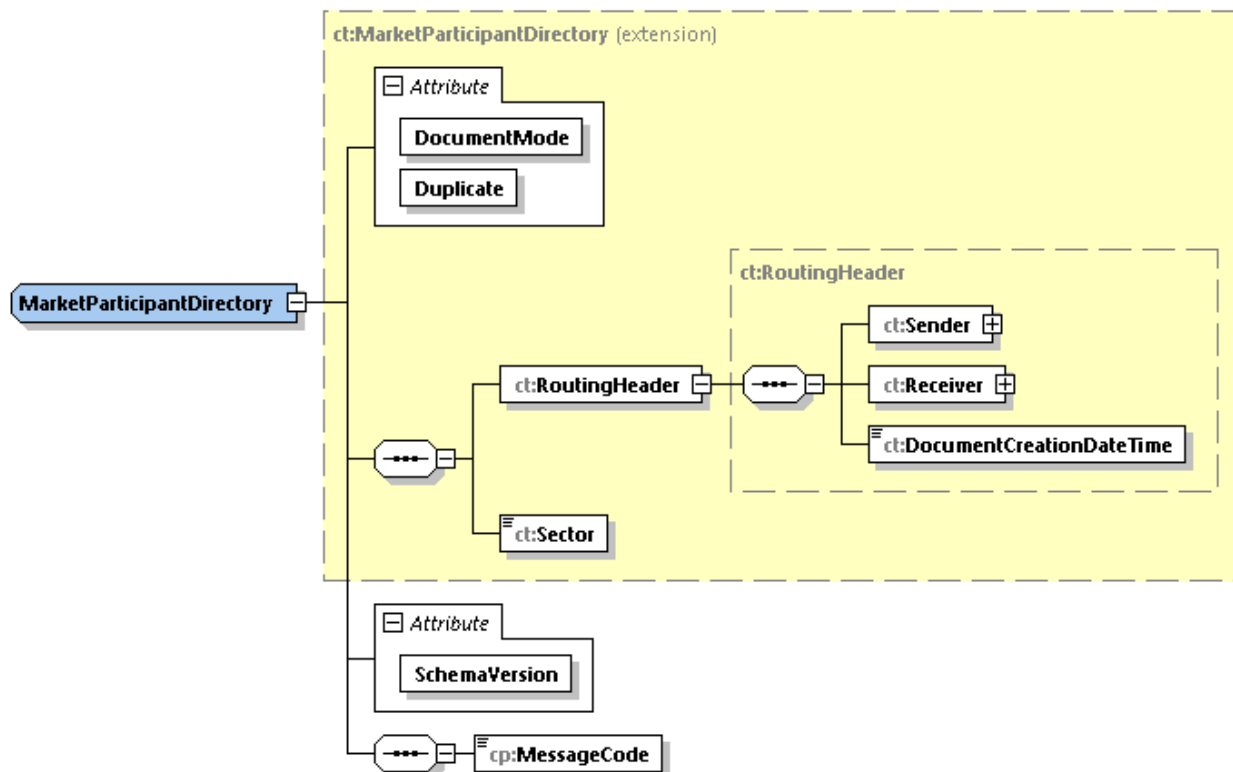 ct:MarketParticipantDirectory (extension)
Attribute
DocumentMode
Duplicate
ct:RoutingHeader
MarketParticipantDirectory
ct:Sender
ct:RoutingHeader
ct:Receiver
ct:DocumentCreationDateTime
ct:Sector
Attribute
SchemaVersion
cp:MessageCode